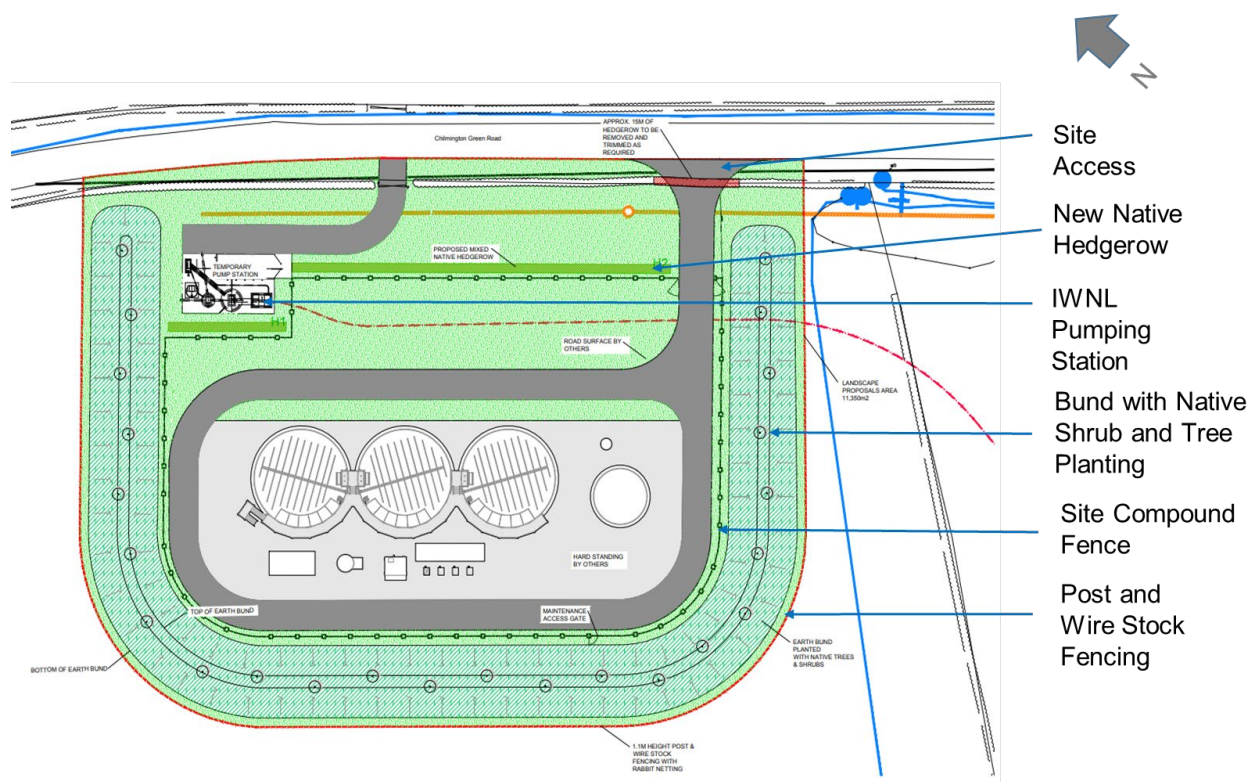 N
Chilmington Green Road
APPROX. 15M OF
HEDGEROW TO BE
REMOVED AND
TRIMMED AS
REQUIRED
Site
Access
New Native
Hedgerow
PROPOSED MIXED
NATIVE HEDGEROW
H2
TEMPORARY
PUMP STATION
IWNL
Pumping
Station
H1
ROAD SURFACE BY
OTHERS
LANDSCAPE
PROPOSALS AREA
11,350m2
Bund with Native
Shrub and Tree
Planting
Site Compound
Fence
HARD STANDING
BY OTHERS
Post and
Wire Stock
Fencing
TOP OF EARTH BUND
MAINTENANCE
ACCESS GATE
EARTH BUND
PLANTED
WITH NATIVE TREES
& SHRUBS
BOTTOM OF EARTH BUND
1.1M HEIGHT POST &
WIRE STOCK
FENCING WITH
RABBIT NETTING